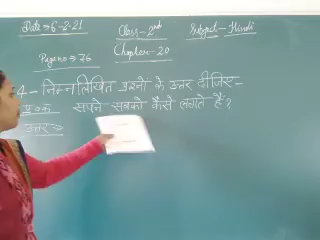 Date⇒6-2-21 Class-2nd Subject-Hindi
Page no⇒76 Chapter-20
4-निम्नलिखित प्रश्नों के उत्तर दीजिए-
प्र०क सपने सबको कैसे लगते है?
उत्तर⇒